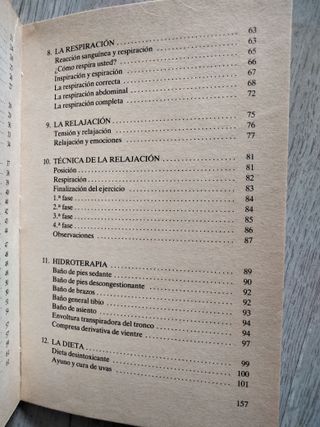 8. LA RESPIRACIÓN 63
Reacción sanguínea y respiración 63
¿Cómo respira usted? 65
Inspiración y espiración 66
La respiración correcta 67
La respiración abdominal 68
La respiración completa 72
9. LA RELAJACIÓN 75
Tensión y relajación 76
Relajación y emociones 77
10. TÉCNICA DE LA RELAJACIÓN 81
Posición 81
Respiración 82
Finalización del ejercicio 83
1.ª fase 84
2.ª fase 84
3.ª fase 85
4.ª fase 86
Observaciones 87
11. HIDROTERAPIA 89
Baño de pies sedante 90
Baño de pies descongestionante 92
Baño de brazos 92
Baño general tibio 93
Baño de asiento 94
Envoltura transpiradora del tronco 94
Compresa derivativa de vientre 97
12. LA DIETA 99
Dieta desintoxicante 100
Ayuno y cura de uvas 101
157